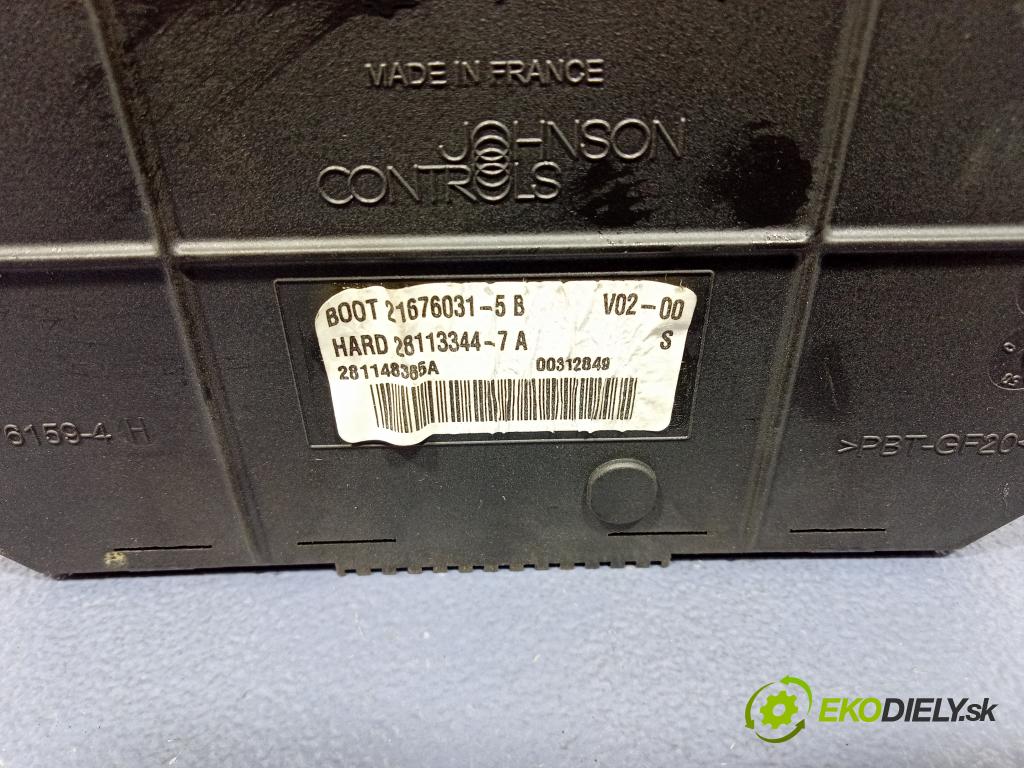 MADE IN FRANCE
JOHNSON
CONTROLS
BOOT 21676031-5 B V02-00
HARD 28113344-7 A S
281148385A 00312849
6159-4 H
>PBT-GF20-
EKODIELY.sk